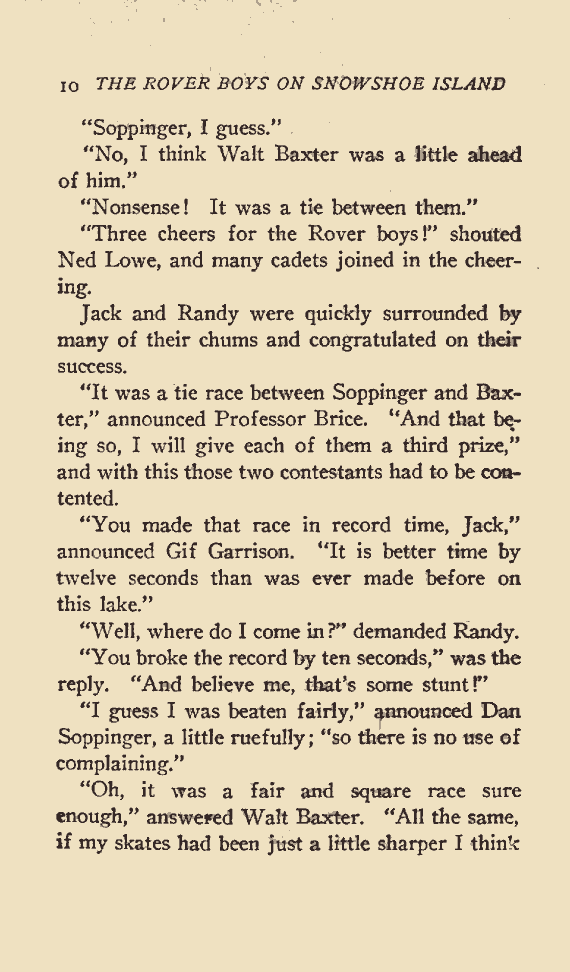 10 THE ROVER BOYS ON SNOWSHOE ISLAND
“Soppinger, I guess.”
“No, I think Walt Baxter was a little ahead
of him.”
“Nonsense! It was a tie between them.”
“Three cheers for the Rover boys!” shouted
Ned Lowe, and many cadets joined in the cheer-
ing.
Jack and Randy were quickly surrounded by
many of their chums and congratulated on their
success.
“It was a tie race between Soppinger and Bax-
ter,” announced Professor Brice. “And that be-
ing so, I will give each of them a third prize,”
and with this those two contestants had to be con-
tented.
“You made that race in record time, Jack,”
announced Gif Garrison. “It is better time by
twelve seconds than was ever made before on
this lake.”
“Well, where do I come in?” demanded Randy.
“You broke the record by ten seconds,” was the
reply. “And believe me, that’s some stunt!”
“I guess I was beaten fairly,” announced Dan
Soppinger, a little ruefully; “so there is no use of
complaining.”
“Oh, it was a fair and square race sure
enough,” answered Walt Baxter. “All the same,
if my skates had been just a little sharper I think